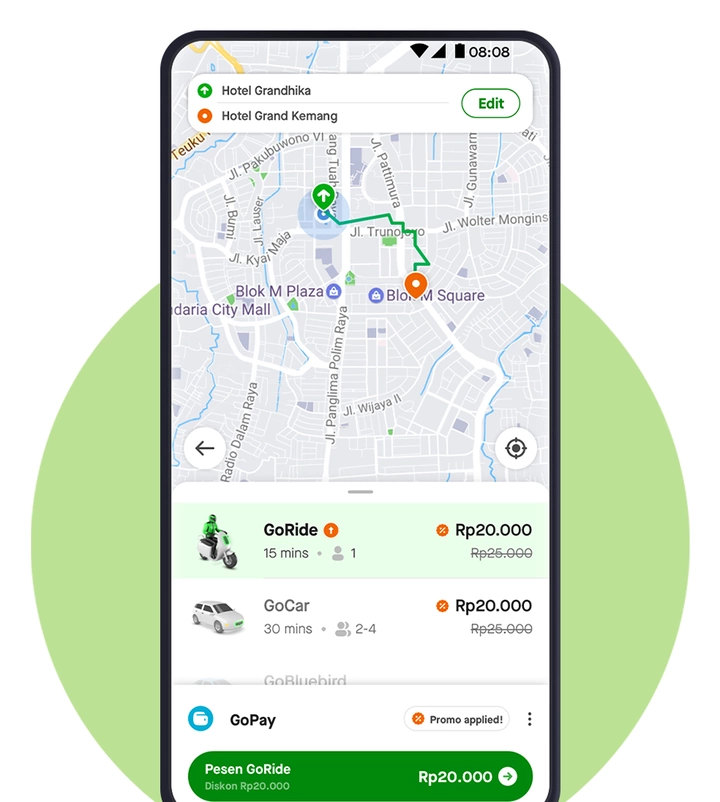 08:08
Hotel Grandhika
Hotel Grand Kemang
Edit
Teuku
Jl. Pakubuwono VI
Jl. Pattimura
Jl. Gunawarn
Jl. Bumi
Jl. Lauser
Jl. Wolter Mongins
Jl. Trunojoyo
Jl. Kyai Maja
Blok M Plaza
Blok M Square
ndaria City Mall
Jl. Panglima Polim Raya
Jl. Wijaya II
Radio Dalam Raya
GoRide
Rp20.000
15 mins • 1
Rp25.000
GoCar
Rp20.000
30 mins • 2-4
Rp25.000
GoBluebird
GoPay
Promo applied!
Pesen GoRide
Diskon Rp20.000
Rp20.000